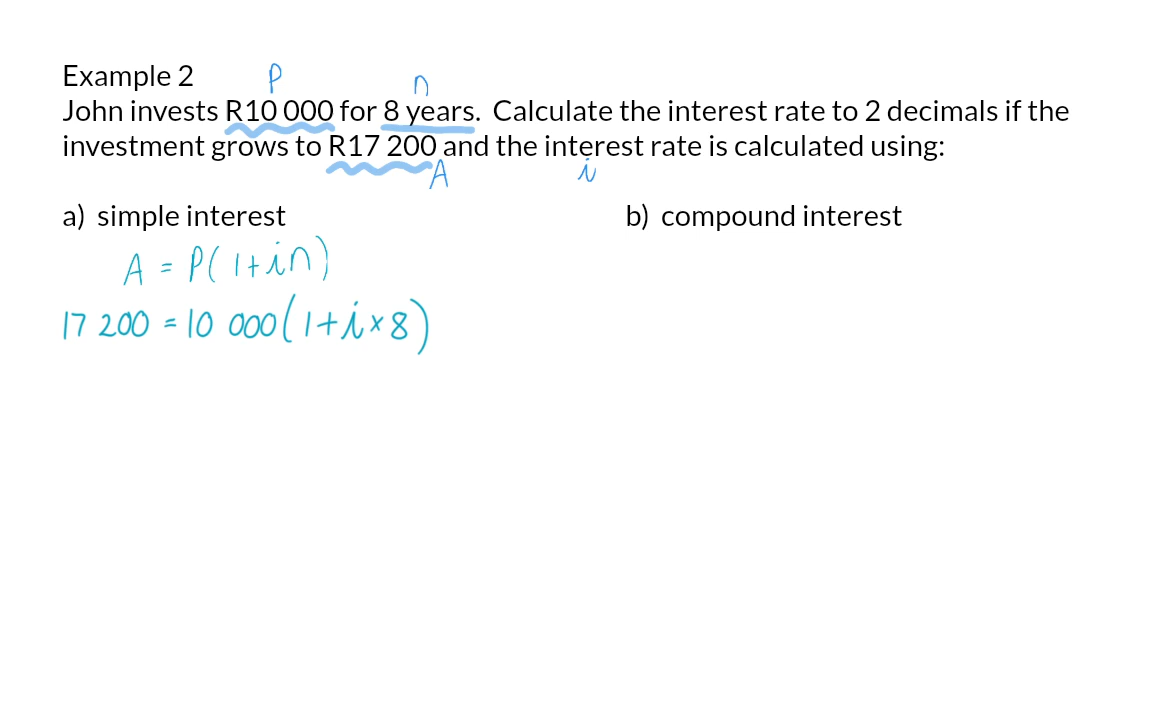 Example 2
P
n
John invests R10 000 for 8 years. Calculate the interest rate to 2 decimals if the
investment grows to R17 200 and the interest rate is calculated using:
A
i
a) simple interest
b) compound interest
A = P(1+in)
17 200 = 10 000(1+i×8)